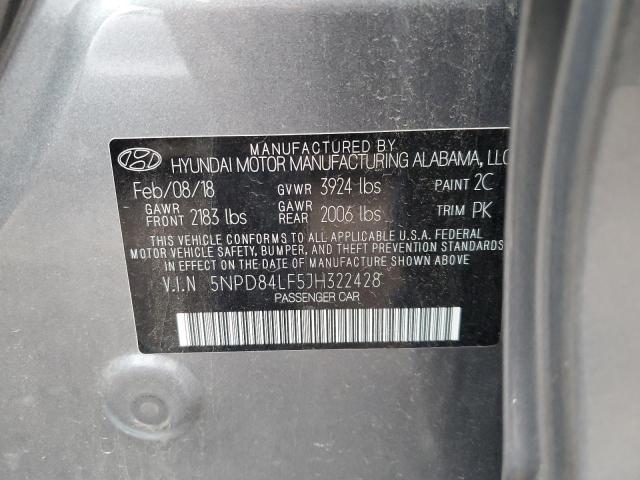 MANUFACTURED BY
HYUNDAI MOTOR MANUFACTURING ALABAMA, LLC
Feb/08/18 GVWR 3924 lbs PAINT 2C
GAWR FRONT 2183 lbs GAWR REAR 2006 lbs TRIM PK
THIS VEHICLE CONFORMS TO ALL APPLICABLE U.S.A. FEDERAL
MOTOR VEHICLE SAFETY, BUMPER, AND THEFT PREVENTION STANDARDS
IN EFFECT ON THE DATE OF MANUFACTURE SHOWN ABOVE
V.I.N 5NPD84LF5JH322428
PASSENGER CAR